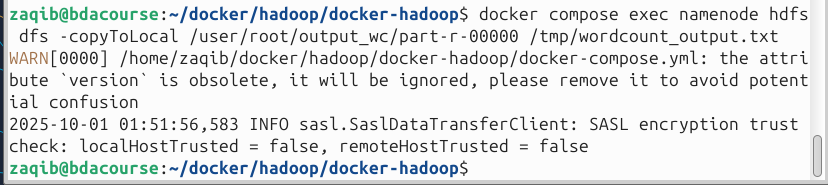 zaqib@bdacourse:~/docker/hadoop/docker-hadoop$ docker compose exec namenode hdfs
 dfs -copyToLocal /user/root/output_wc/part-r-00000 /tmp/wordcount_output.txt
WARN[0000] /home/zaqib/docker/hadoop/docker-hadoop/docker-compose.yml: the attri
bute `version` is obsolete, it will be ignored, please remove it to avoid potent
ial confusion
2025-10-01 01:51:56,583 INFO sasl.SaslDataTransferClient: SASL encryption trust
check: localHostTrusted = false, remoteHostTrusted = false
zaqib@bdacourse:~/docker/hadoop/docker-hadoop$